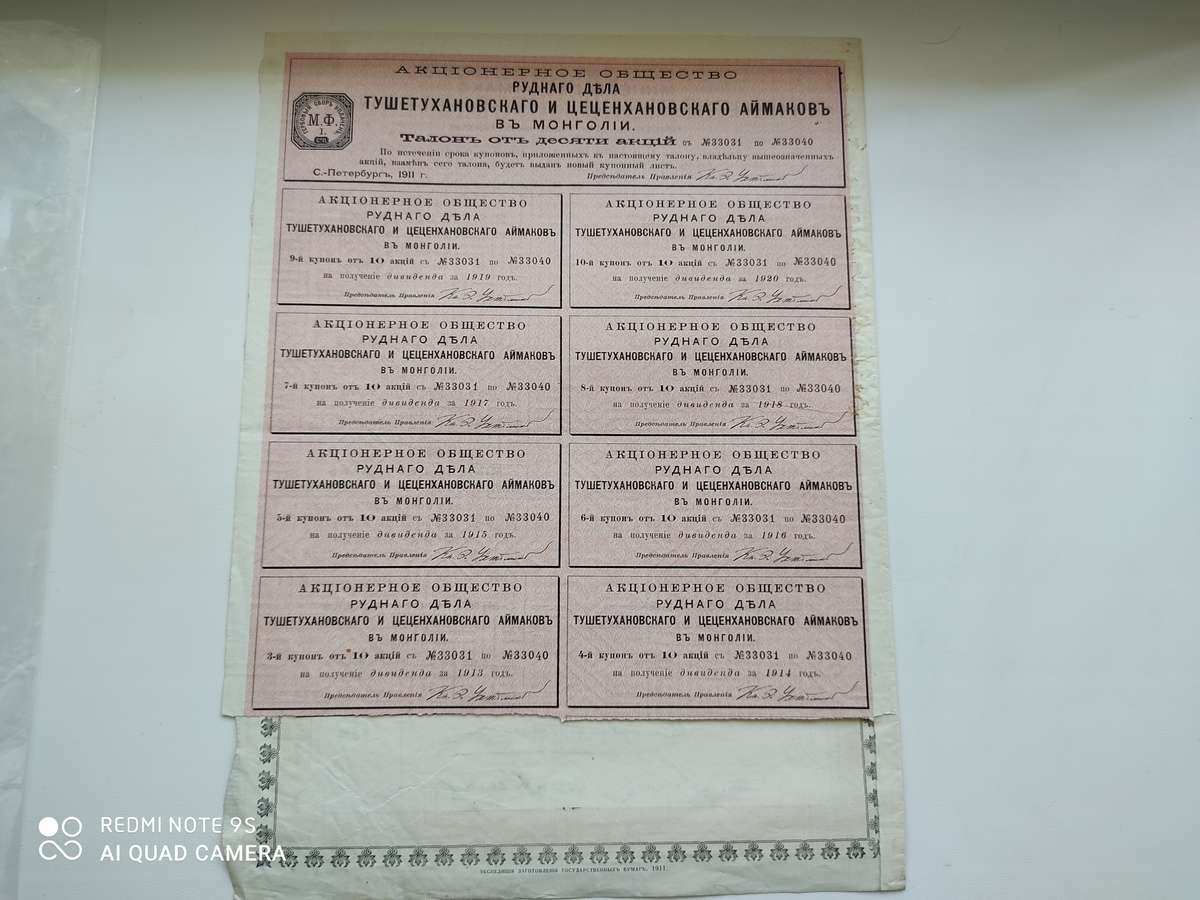 АКЦІОНЕРНОЕ ОБЩЕСТВО
РУДНАГО ДѢЛА
ТУШЕТУХАНОВСКАГО И ЦЕЦЕНХАНОВСКАГО АЙМАКОВЪ
ВЪ МОНГОЛІИ.
М.Ф.
Талонъ отъ десяти акцій съ №33031 по №33040
По истеченіи срока купоновъ, приложенныхъ къ настоящему талону, владѣльцу вышеозначенныхъ
акцій, взамѣнъ сего талона, будетъ выданъ новый купонный листъ.
С.-Петербургъ, 1911 г.
Предсѣдатель Правленія
АКЦІОНЕРНОЕ ОБЩЕСТВО
РУДНАГО ДѢЛА
ТУШЕТУХАНОВСКАГО И ЦЕЦЕНХАНОВСКАГО АЙМАКОВЪ
ВЪ МОНГОЛІИ.
9-й купонъ отъ 10 акцій съ №33031 по №33040
на полученіе дивиденда за 1919 годъ.
Предсѣдатель Правленія
АКЦІОНЕРНОЕ ОБЩЕСТВО
РУДНАГО ДѢЛА
ТУШЕТУХАНОВСКАГО И ЦЕЦЕНХАНОВСКАГО АЙМАКОВЪ
ВЪ МОНГОЛІИ.
10-й купонъ отъ 10 акцій съ №33031 по №33040
на полученіе дивиденда за 1920 годъ.
Предсѣдатель Правленія
АКЦІОНЕРНОЕ ОБЩЕСТВО
РУДНАГО ДѢЛА
ТУШЕТУХАНОВСКАГО И ЦЕЦЕНХАНОВСКАГО АЙМАКОВЪ
ВЪ МОНГОЛІИ.
7-й купонъ отъ 10 акцій съ №33031 по №33040
на полученіе дивиденда за 1917 годъ.
Предсѣдатель Правленія
АКЦІОНЕРНОЕ ОБЩЕСТВО
РУДНАГО ДѢЛА
ТУШЕТУХАНОВСКАГО И ЦЕЦЕНХАНОВСКАГО АЙМАКОВЪ
ВЪ МОНГОЛІИ.
8-й купонъ отъ 10 акцій съ №33031 по №33040
на полученіе дивиденда за 1918 годъ.
Предсѣдатель Правленія
АКЦІОНЕРНОЕ ОБЩЕСТВО
РУДНАГО ДѢЛА
ТУШЕТУХАНОВСКАГО И ЦЕЦЕНХАНОВСКАГО АЙМАКОВЪ
ВЪ МОНГОЛІИ.
5-й купонъ отъ 10 акцій съ №33031 по №33040
на полученіе дивиденда за 1915 годъ.
Предсѣдатель Правленія
АКЦІОНЕРНОЕ ОБЩЕСТВО
РУДНАГО ДѢЛА
ТУШЕТУХАНОВСКАГО И ЦЕЦЕНХАНОВСКАГО АЙМАКОВЪ
ВЪ МОНГОЛІИ.
6-й купонъ отъ 10 акцій съ №33031 по №33040
на полученіе дивиденда за 1916 годъ.
Предсѣдатель Правленія
АКЦІОНЕРНОЕ ОБЩЕСТВО
РУДНАГО ДѢЛА
ТУШЕТУХАНОВСКАГО И ЦЕЦЕНХАНОВСКАГО АЙМАКОВЪ
ВЪ МОНГОЛІИ.
3-й купонъ отъ 10 акцій съ №33031 по №33040
на полученіе дивиденда за 1913 годъ.
Предсѣдатель Правленія
АКЦІОНЕРНОЕ ОБЩЕСТВО
РУДНАГО ДѢЛА
ТУШЕТУХАНОВСКАГО И ЦЕЦЕНХАНОВСКАГО АЙМАКОВЪ
ВЪ МОНГОЛІИ.
4-й купонъ отъ 10 акцій съ №33031 по №33040
на полученіе дивиденда за 1914 годъ.
Предсѣдатель Правленія
ЭКСПЕДИЦІЯ ЗАГОТОВЛЕНІЯ ГОСУДАРСТВЕННЫХЪ БУМАГЪ, 1911.
REDMI NOTE 9S
AI QUAD CAMERA